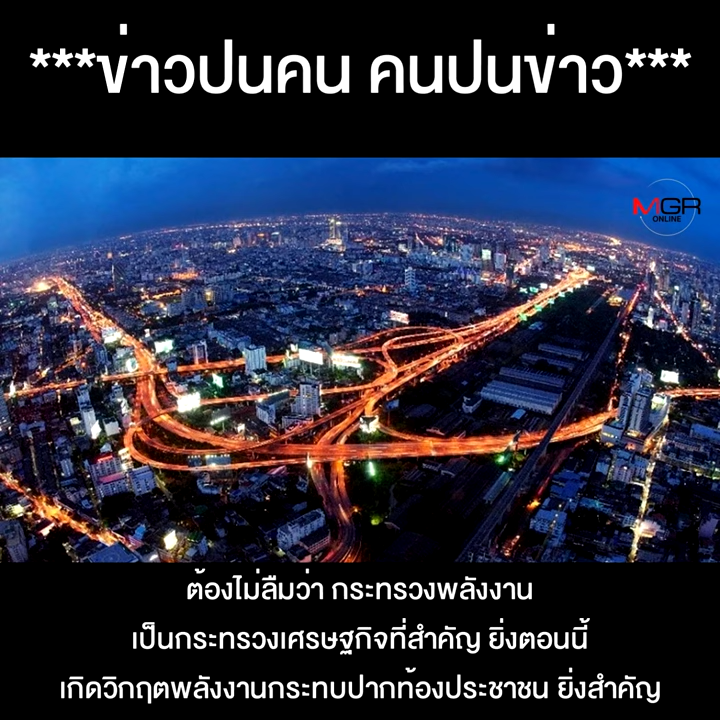 ***ข่าวปนคน คนปนข่าว***
MGR
ONLINE
ต้องไม่ลืมว่า กระทรวงพลังงาน
เป็นกระทรวงเศรษฐกิจที่สำคัญ ยิ่งตอนนี้
เกิดวิกฤตพลังงานกระทบปากท้องประชาชน ยิ่งสำคัญ